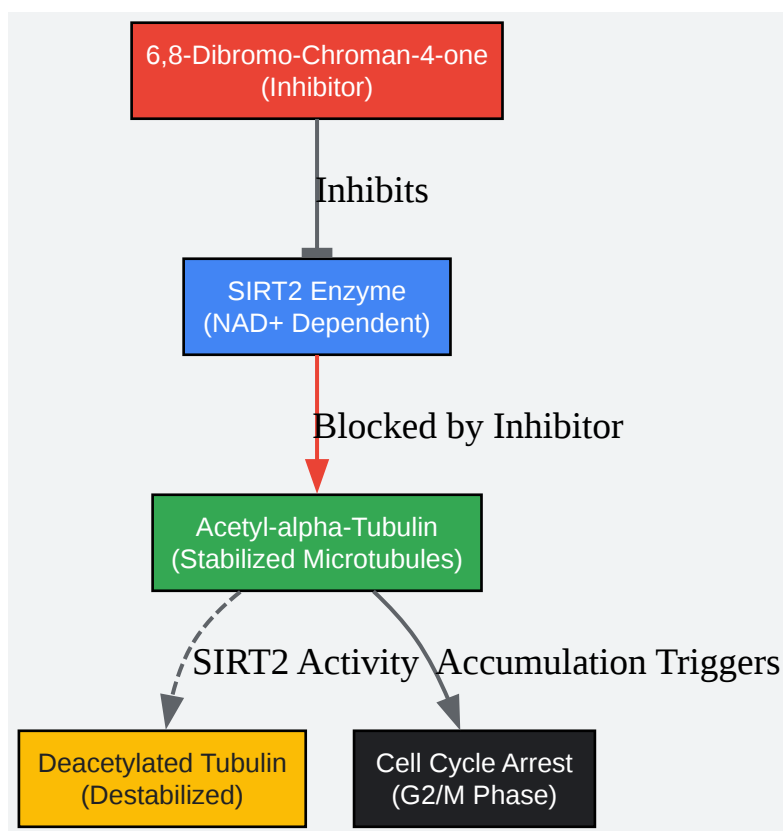 6,8-Dibromo-Chroman-4-one
(Inhibitor)
Inhibits
SIRT2 Enzyme
(NAD+ Dependent)
Blocked by Inhibitor
Acetyl-alpha-Tubulin
(Stabilized Microtubules)
SIRT2 Activity
Accumulation Triggers
Deacetylated Tubulin
(Destabilized)
Cell Cycle Arrest
(G2/M Phase)